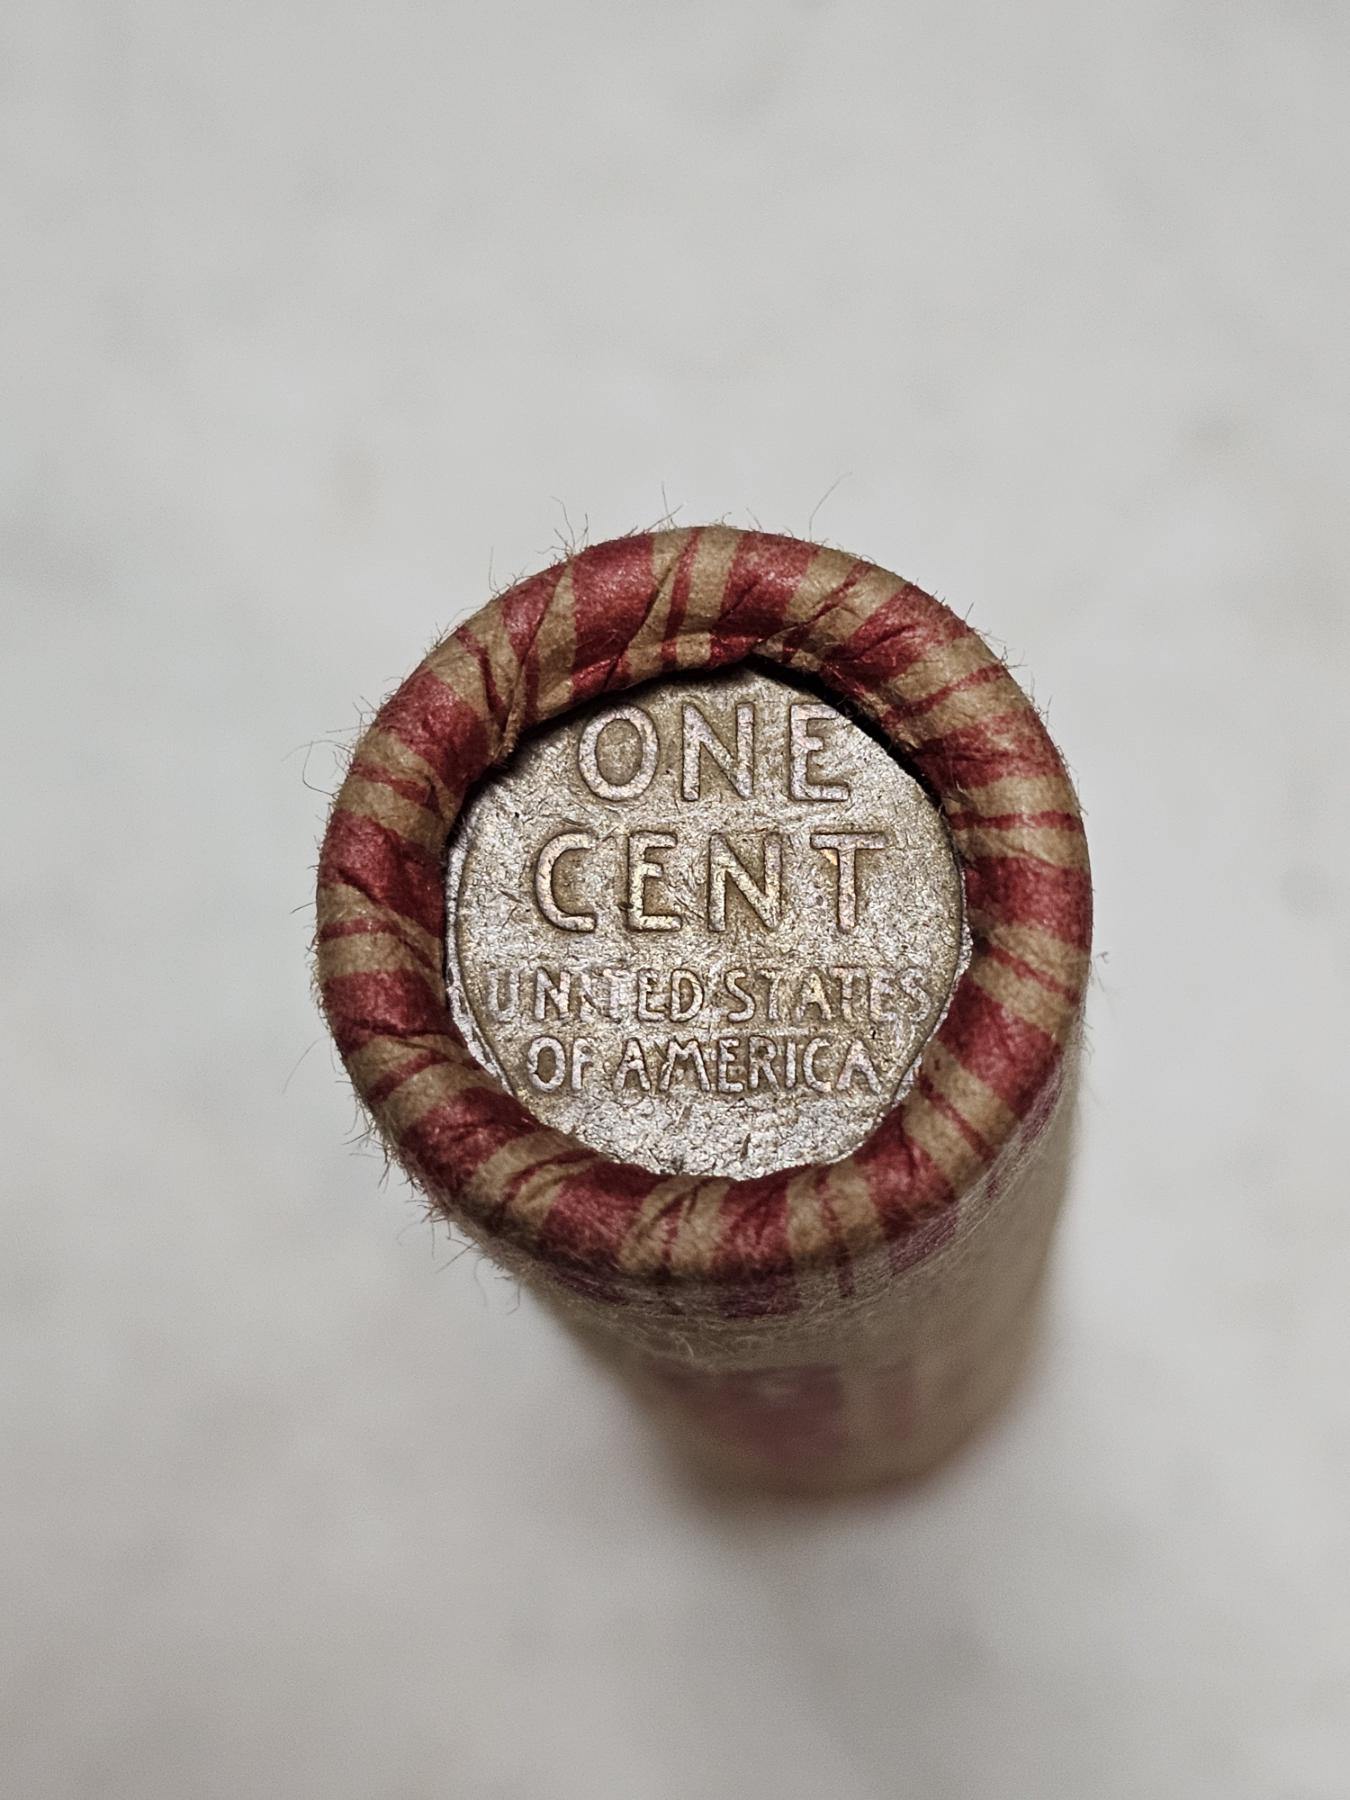 ONE
CENT
UNITED STATES
OF AMERICA